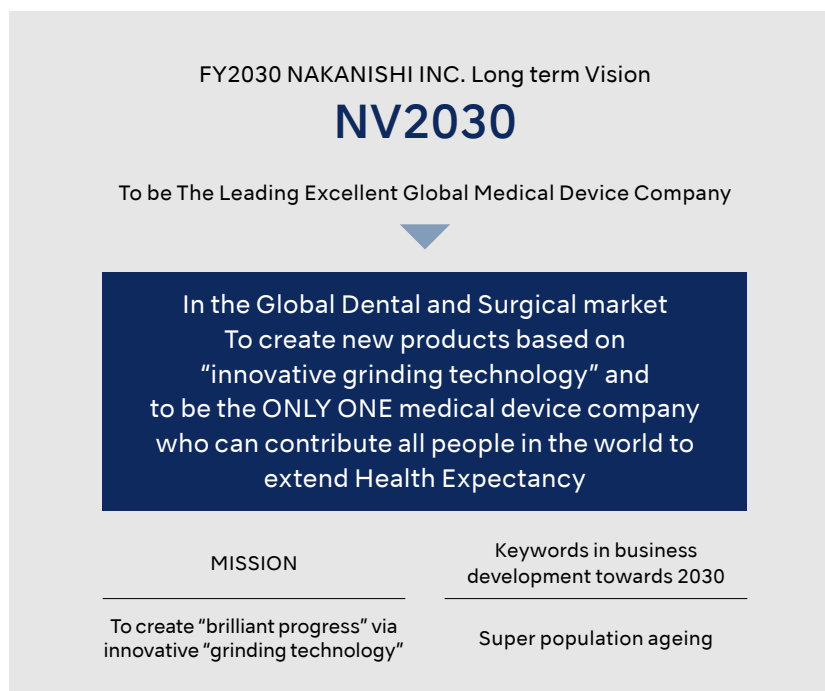 FY2030 NAKANISHI INC. Long term Vision
NV2030
To be The Leading Excellent Global Medical Device Company
In the Global Dental and Surgical market
To create new products based on
“innovative grinding technology” and
to be the ONLY ONE medical device company
who can contribute all people in the world to
extend Health Expectancy
MISSION
To create “brilliant progress” via
innovative “grinding technology”
Keywords in business
development towards 2030
Super population ageing